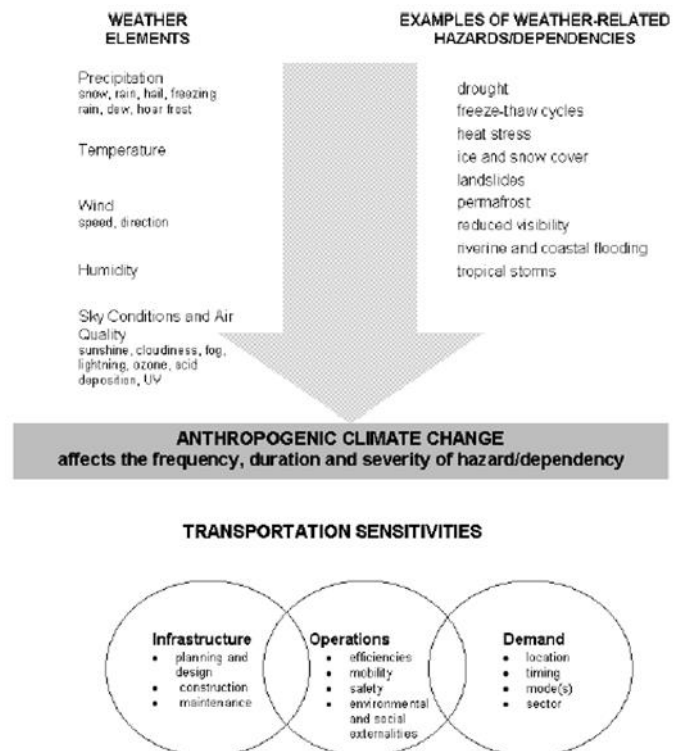 WEATHER
ELEMENTS
Precipitation
snow, rain, hail, freezing
rain, dew, hoar frost
Temperature
Wind
speed, direction
Humidity
Sky Conditions and Air
Quality
sunshine, cloudiness, fog,
lightning, ozone, acid
deposition, UV
EXAMPLES OF WEATHER-RELATED
HAZARDS/DEPENDENCIES
drought
freeze-thaw cycles
heat stress
ice and snow cover
landslides
permafrost
reduced visibility
riverine and coastal flooding
tropical storms
ANTHROPOGENIC CLIMATE CHANGE
affects the frequency, duration and severity of hazard/dependency
TRANSPORTATION SENSITIVITIES
Infrastructure
• planning and
design
• construction
• maintenance
Operations
• efficiencies
• mobility
• safety
• environmental
and social
externalities
Demand
• location
• timing
• mode(s)
• sector